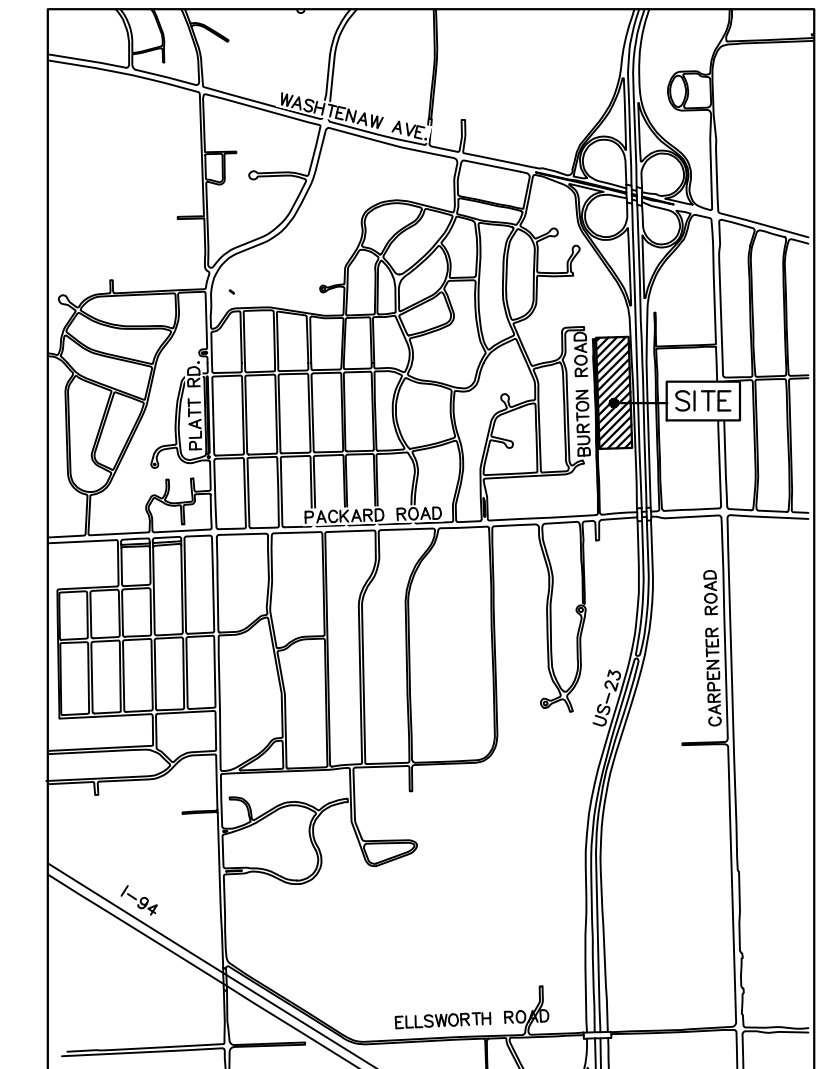 WASHTENAW AVE.
PLATT RD.
BURTON ROAD
SITE
PACKARD ROAD
CARPENTER ROAD
US-23
I-94
ELLSWORTH ROAD